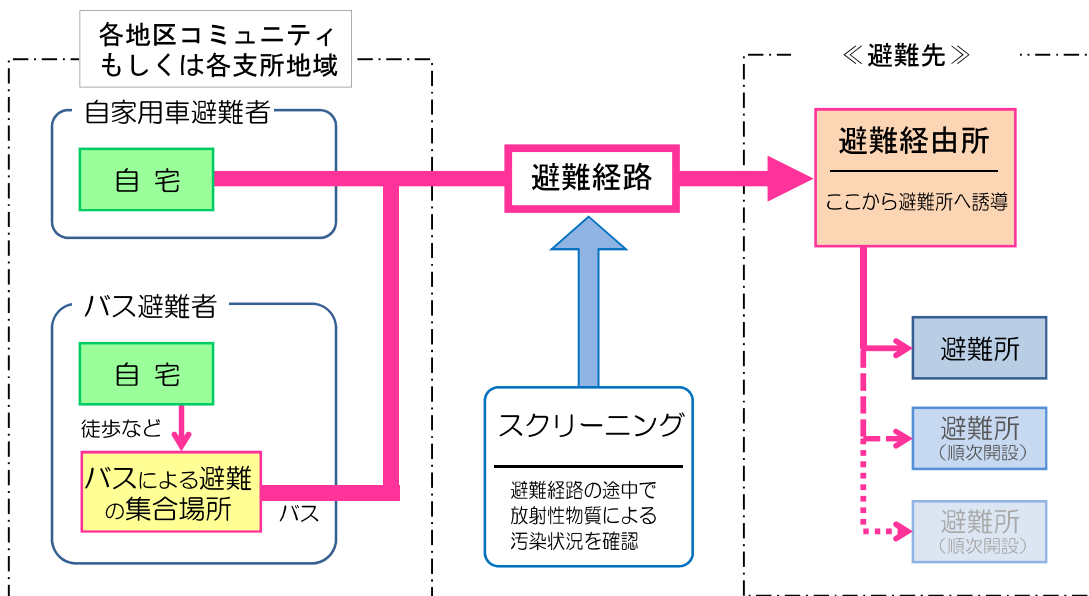 各地区コミュニティ
もしくは各支所地域
自家用車避難者
自 宅
バス避難者
自 宅
徒歩など
バスによる避難
の集合場所
バス
避難経路
スクリーニング
避難経路の途中で
放射性物質による
汚染状況を確認
≪避難先≫
避難経由所
ここから避難所へ誘導
避難所
避難所
（順次開設）
避難所
（順次開設）